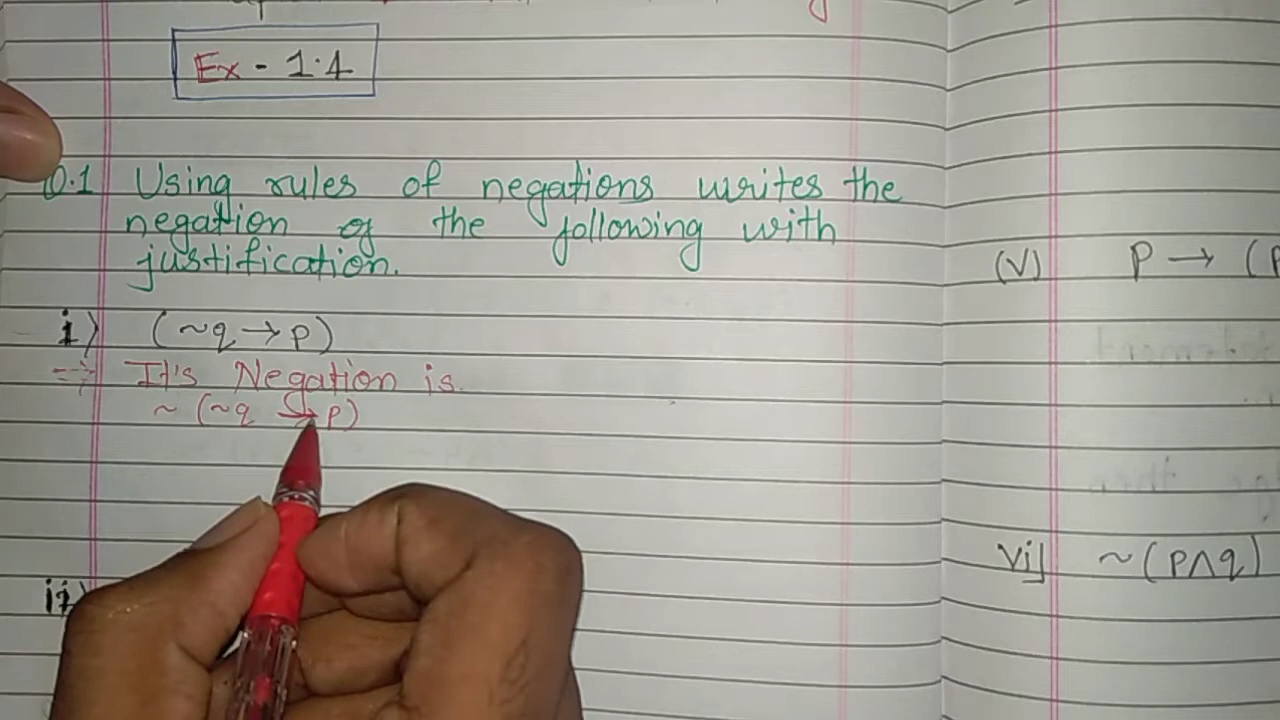 Ex - 1.4
Q.1 Using rules of negations writes the
negation of the following with
justification.
i) (~q → p)
⇒ It's Negation is.
~ (~q → p)
ii)
(V) p → (p
vi] ~(p∧q)